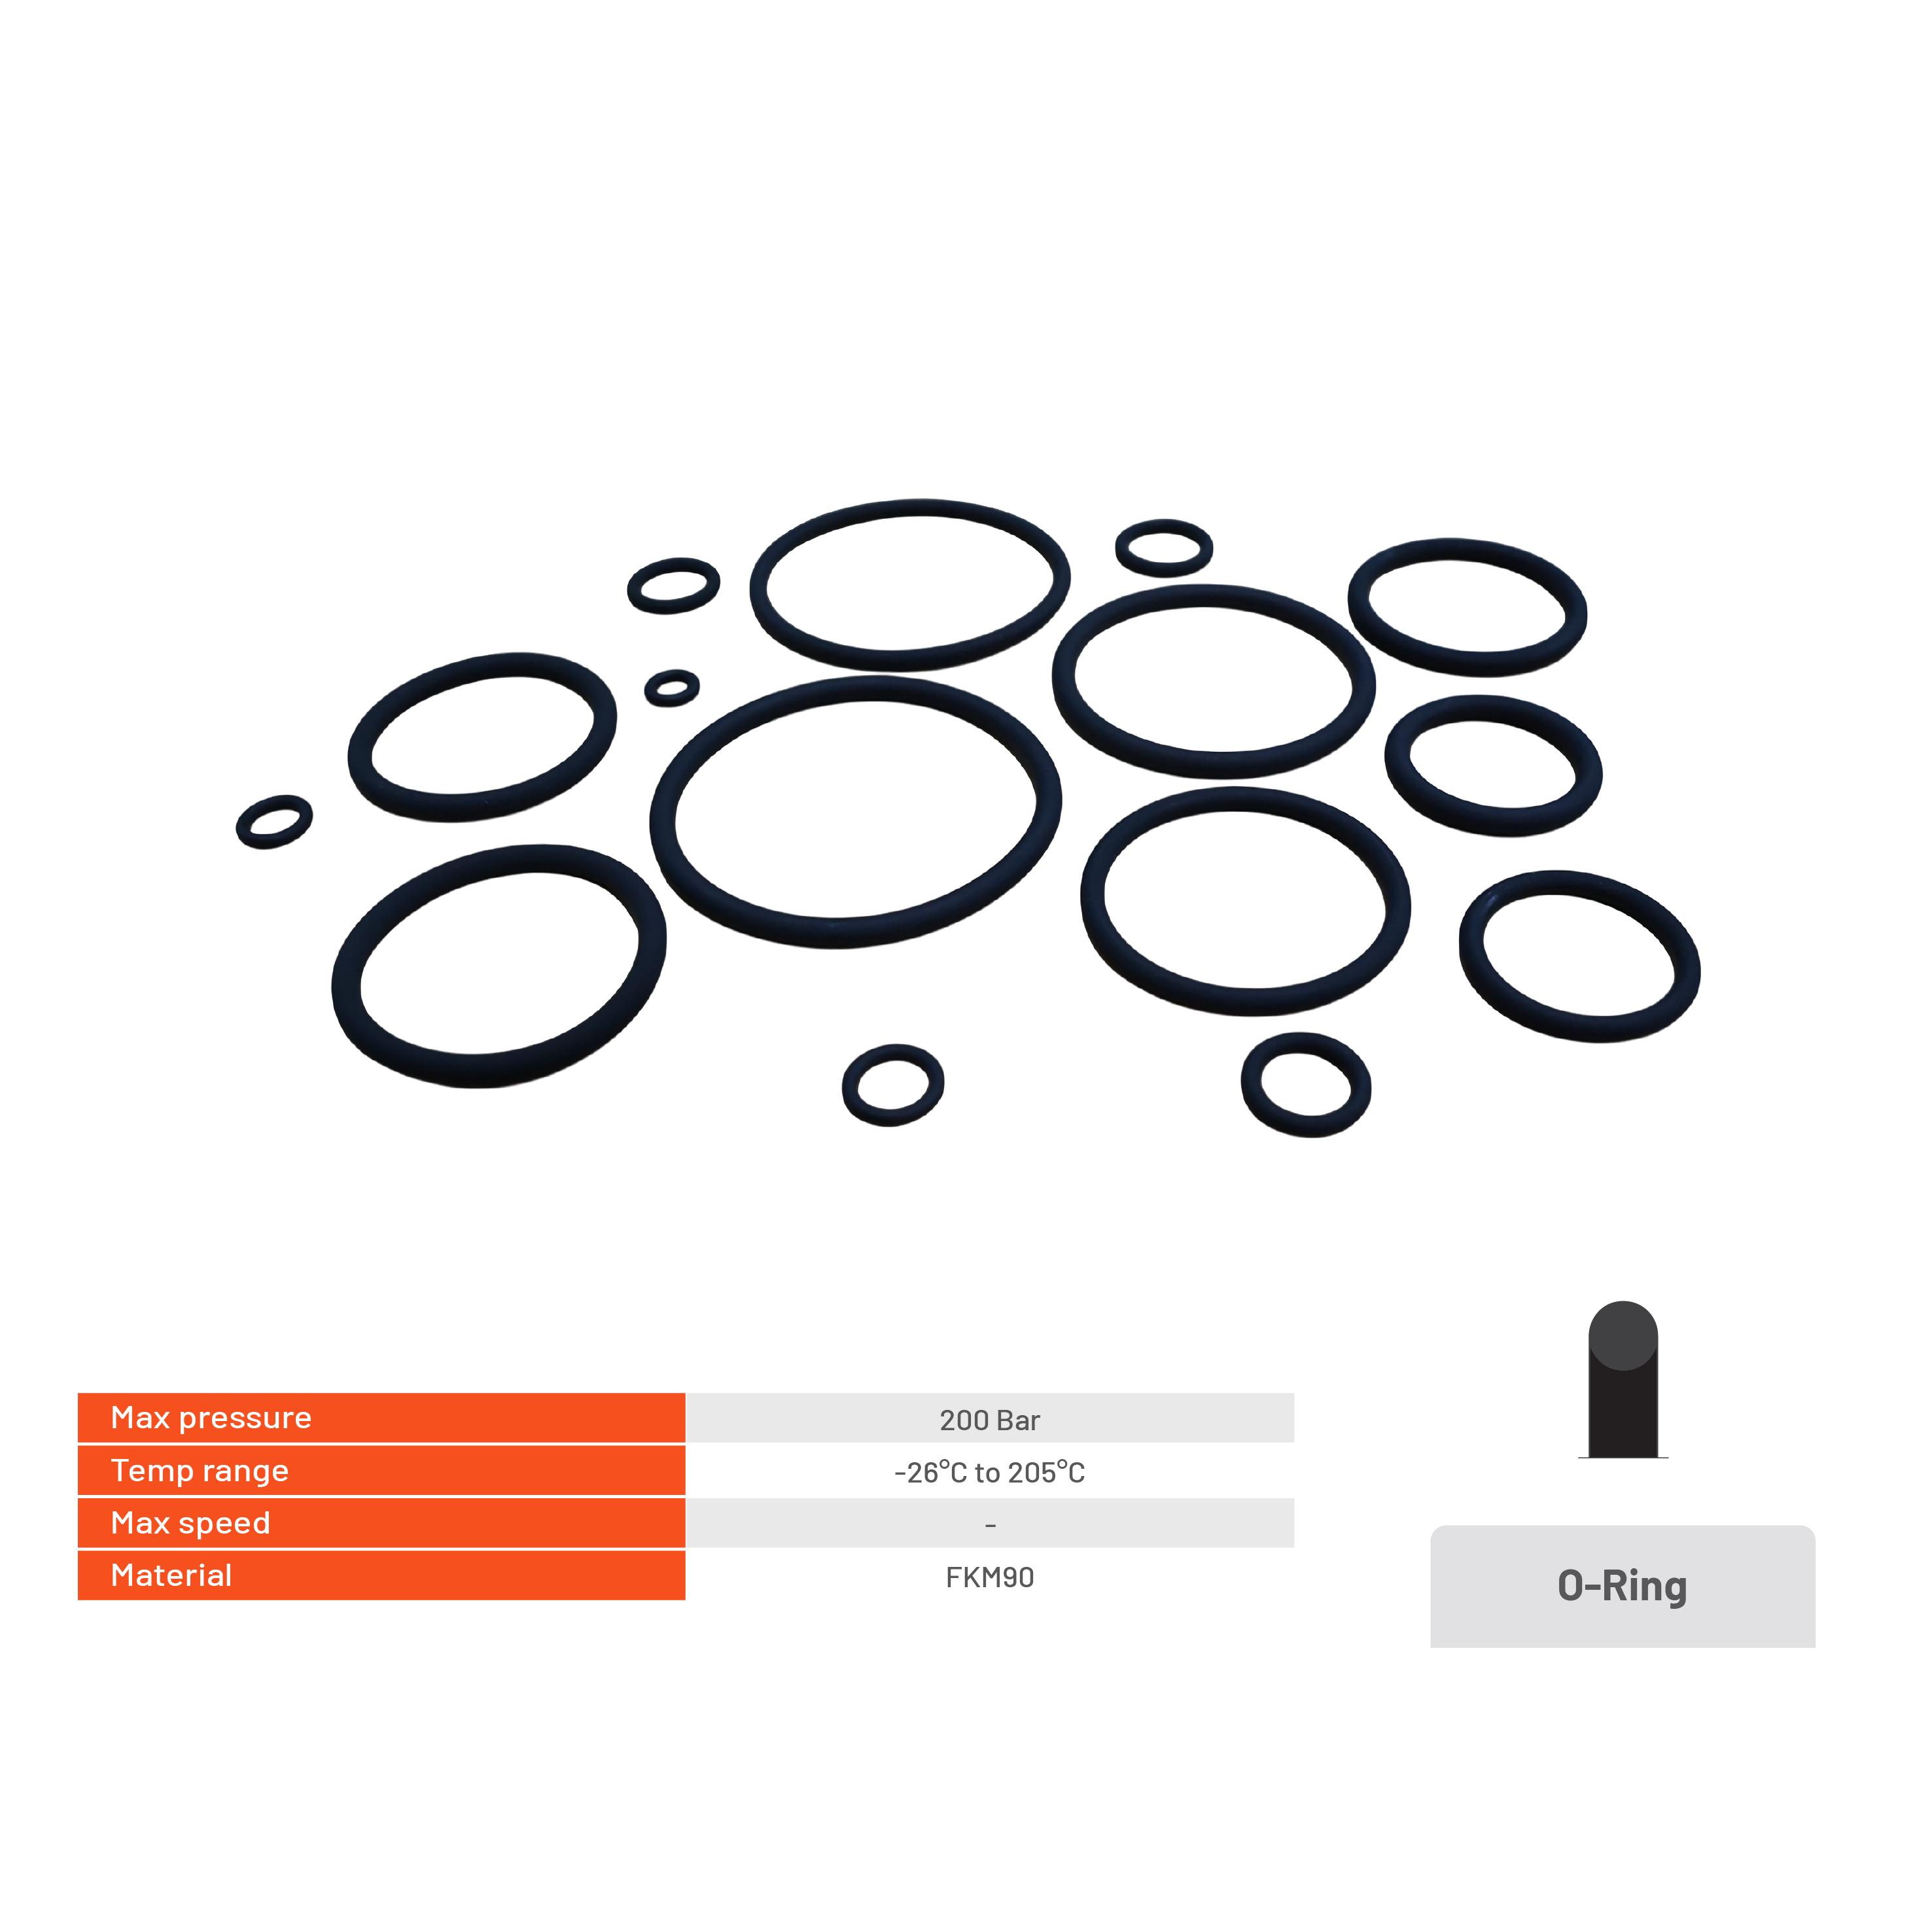 Max pressure 200 Bar
Temp range -26°C to 205°C
Max speed -
Material FKM90
O-Ring